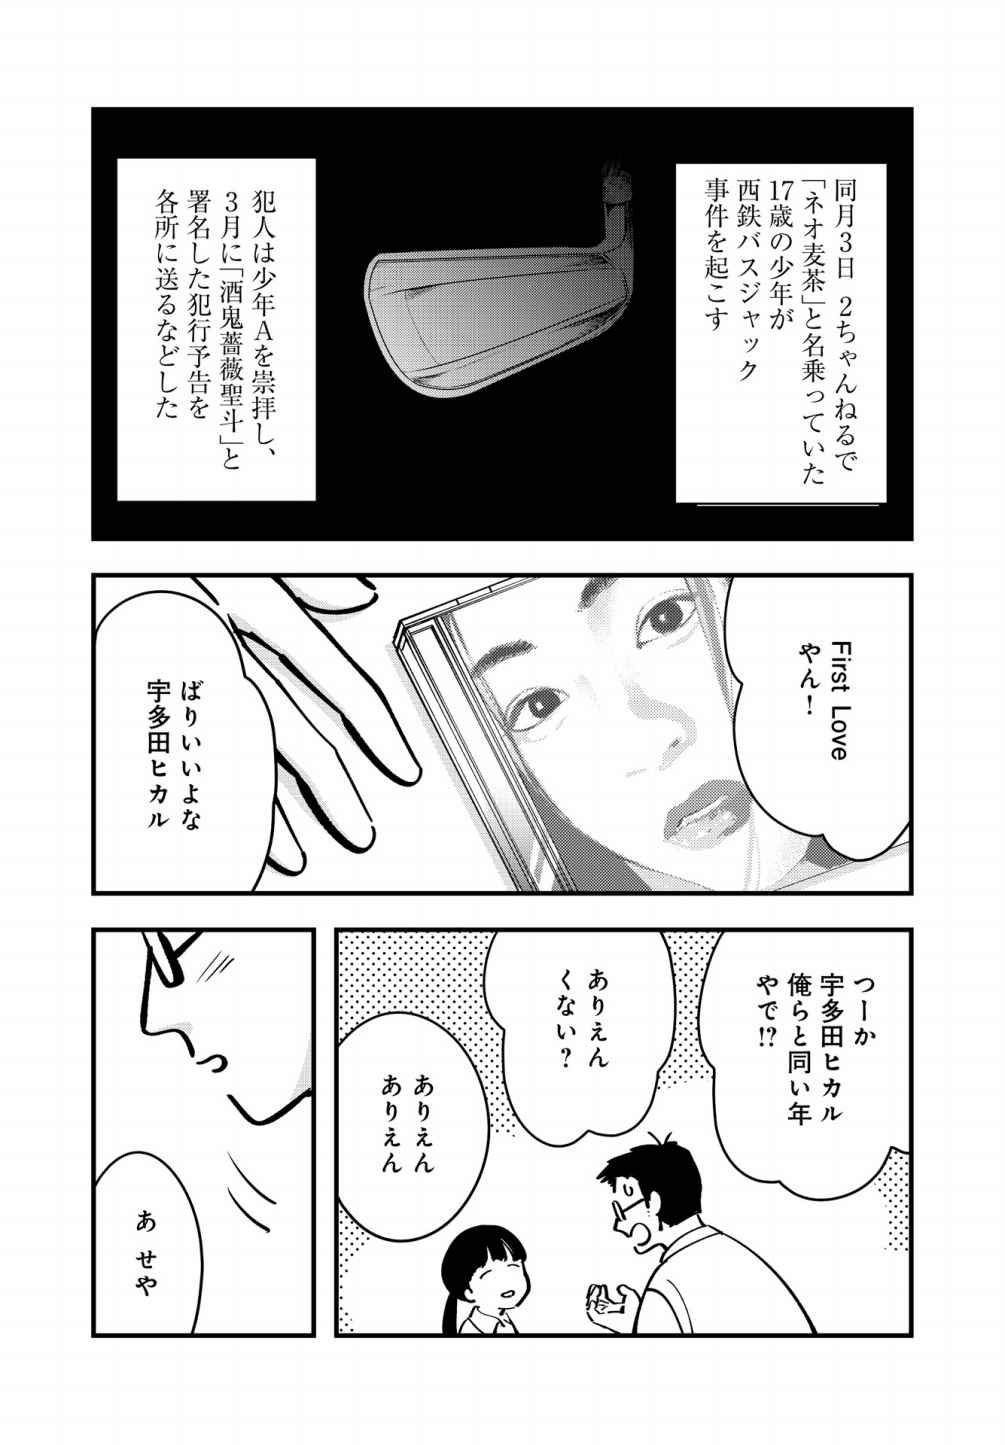 同月3日 2ちゃんねるで
「ネオ麦茶」と名乗っていた
17歳の少年が
西鉄バスジャック
事件を起こす
犯人は少年Aを崇拝し、
3月に「酒鬼薔薇聖斗」と
署名した犯行予告を
各所に送るなどした
First Love
やん!
ばりいいよな
宇多田ヒカル
つーか
宇多田ヒカル
俺らと同い年
やで!?
ありえん
くない?
ありえん
ありえん
あ せや